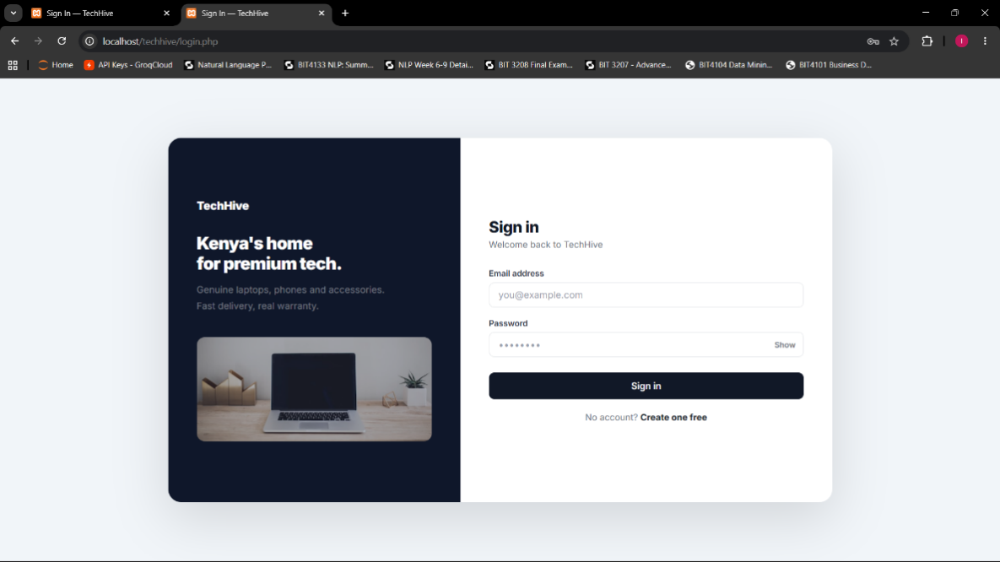 Sign In — TechHive
Sign In — TechHive
localhost/techhive/login.php
Home
API Keys - GroqCloud
Natural Language P...
BIT4133 NLP: Summ...
NLP Week 6-9 Detai...
BIT 3208 Final Exam...
BIT 3207 - Advance...
BIT4104 Data Minin...
BIT4101 Business D...
I
TechHive
Kenya's home
for premium tech.
Genuine laptops, phones and accessories.
Fast delivery, real warranty.
Sign in
Welcome back to TechHive
Email address
you@example.com
Password
••••••••
Show
Sign in
No account? Create one free